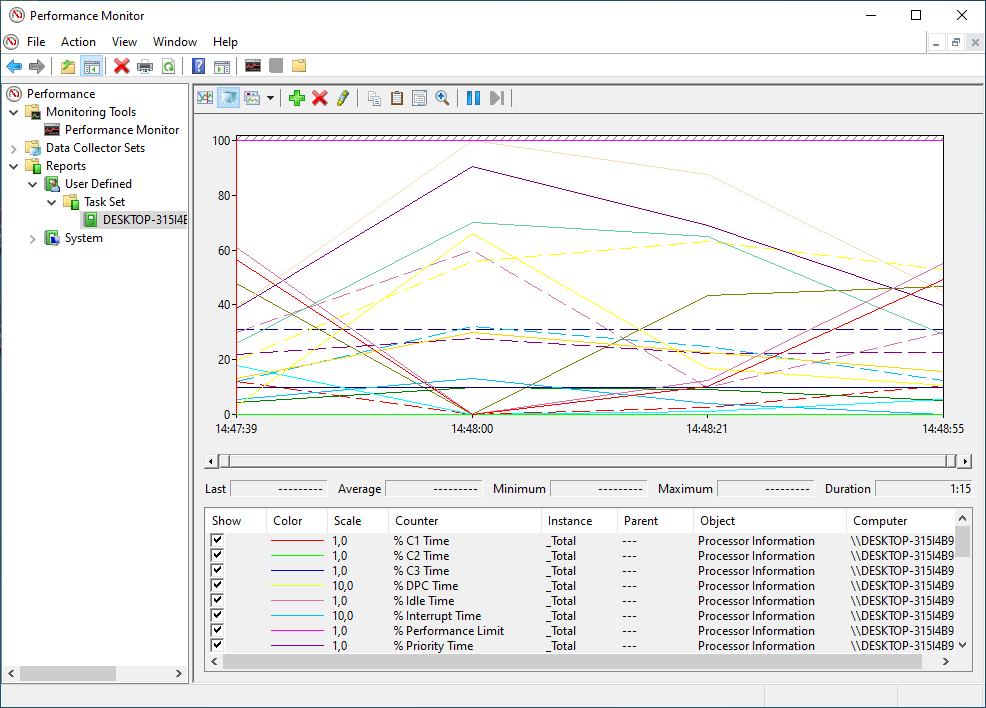 Performance Monitor
File Action View Window Help
Performance
Monitoring Tools
Performance Monitor
Data Collector Sets
Reports
User Defined
Task Set
DESKTOP-315I4B
System
100
80
60
40
20
0
14:47:39 14:48:00 14:48:21 14:48:55
Last --------- Average --------- Minimum --------- Maximum --------- Duration 1:15
Show Color Scale Counter Instance Parent Object Computer
1,0 % C1 Time _Total --- Processor Information \\DESKTOP-315I4B9
1,0 % C2 Time _Total --- Processor Information \\DESKTOP-315I4B9
1,0 % C3 Time _Total --- Processor Information \\DESKTOP-315I4B9
10,0 % DPC Time _Total --- Processor Information \\DESKTOP-315I4B9
1,0 % Idle Time _Total --- Processor Information \\DESKTOP-315I4B9
10,0 % Interrupt Time _Total --- Processor Information \\DESKTOP-315I4B9
1,0 % Performance Limit _Total --- Processor Information \\DESKTOP-315I4B9
1,0 % Priority Time _Total --- Processor Information \\DESKTOP-315I4B9